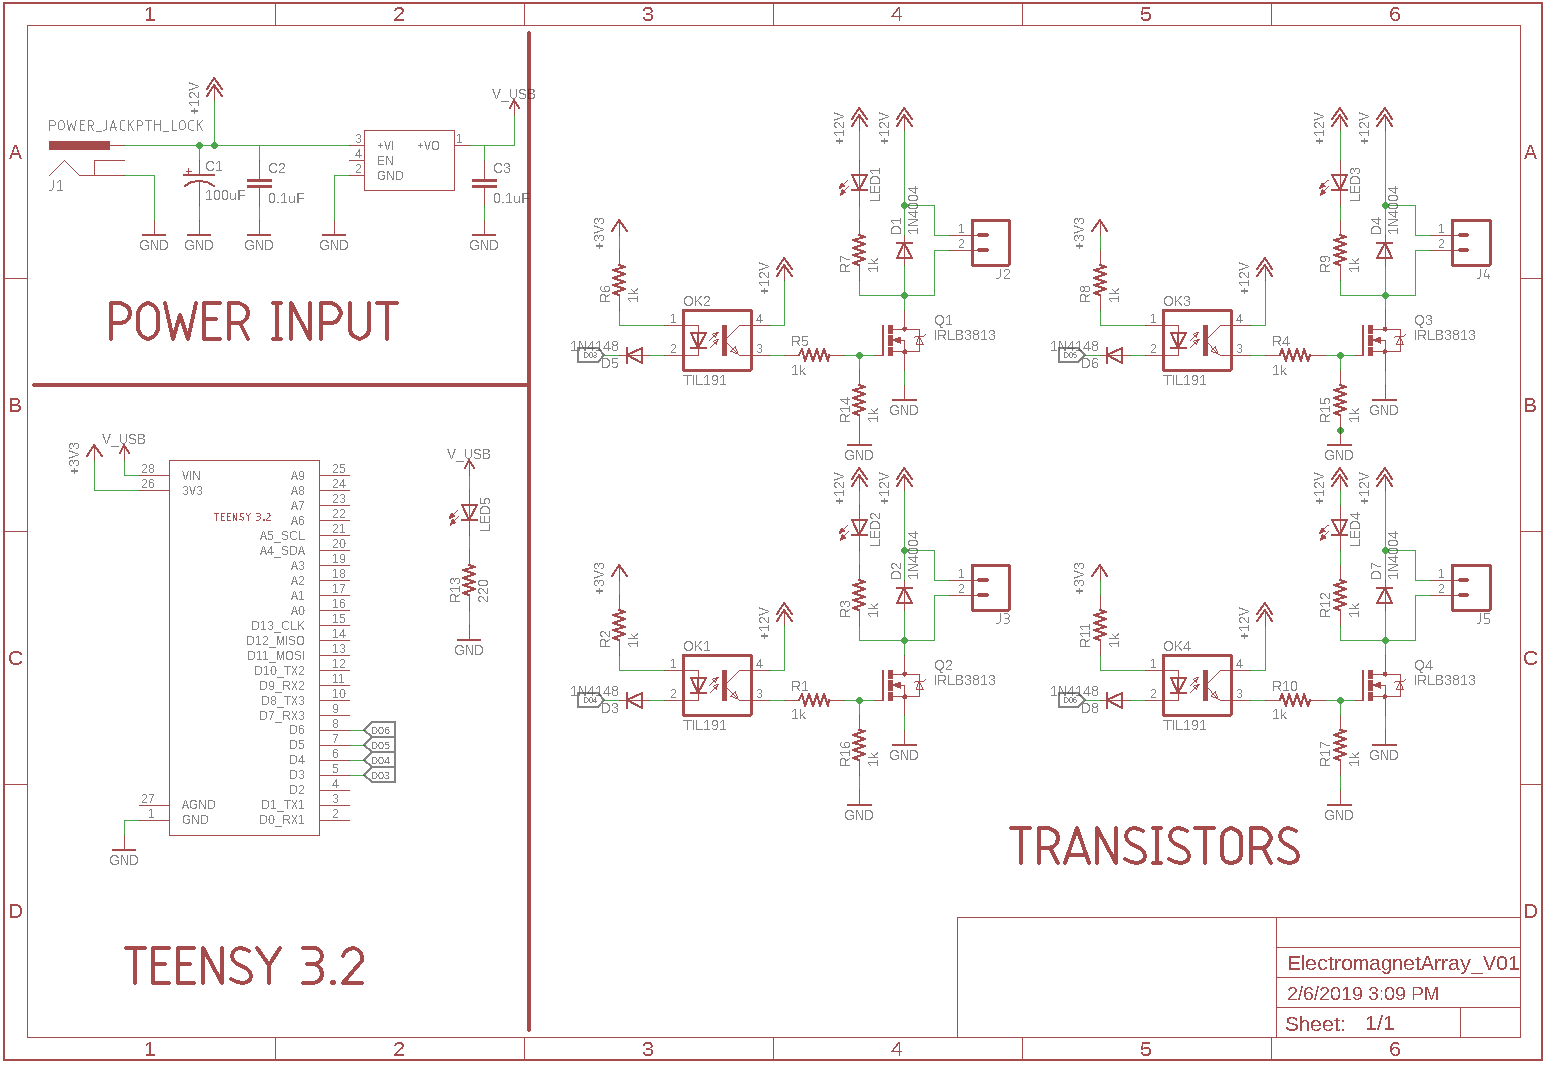 1 2 3 4 5 6
A A
B B
C C
D D
POWER_JACKPTH_LOCK
J1
+12V
C1
+
100uF
C2
0.1uF
3 +VI +VO 1
4 EN
2 GND
V_USB
C3
0.1uF
GND GND GND GND GND
POWER INPUT
+3V3
V_USB
28 VIN
26 3V3
TEENSY 3.2
A9 25
A8 24
A7 23
A6 22
A5_SCL 21
A4_SDA 20
A3 19
A2 18
A1 17
A0 16
D13_CLK 15
D12_MISO 14
D11_MOSI 13
D10_TX2 12
D9_RX2 11
D8_TX3 10
D7_RX3 9
D6 8 D06
D5 7 D05
D4 6 D04
D3 5 D03
D2 4
27 AGND D1_TX1 3
1 GND D0_RX1 2
GND
V_USB
LED5
R13
220
GND
TEENSY 3.2
+12V
+12V
LED1
D1
1N4004
R7
1k
1
2
J2
+3V3
R6
1k
+12V
OK2
1
2
4
3
TIL191
1N4148
D03
D5
R5
1k
Q1
IRLB3813
R14
1k
GND
GND
+12V
+12V
LED3
D4
1N4004
R9
1k
1
2
J4
+3V3
R8
1k
+12V
OK3
1
2
4
3
TIL191
1N4148
D05
D6
R4
1k
Q3
IRLB3813
R15
1k
GND
GND
+12V
+12V
LED2
D2
1N4004
R3
1k
1
2
J3
+3V3
R2
1k
+12V
OK1
1
2
4
3
TIL191
1N4148
D04
D3
R1
1k
Q2
IRLB3813
R16
1k
GND
GND
+12V
+12V
LED4
D7
1N4004
R12
1k
1
2
J5
+3V3
R11
1k
+12V
OK4
1
2
4
3
TIL191
1N4148
D06
D8
R10
1k
Q4
IRLB3813
R17
1k
GND
GND
TRANSISTORS
ElectromagnetArray_V01
2/6/2019 3:09 PM
Sheet: 1/1
1 2 3 4 5 6